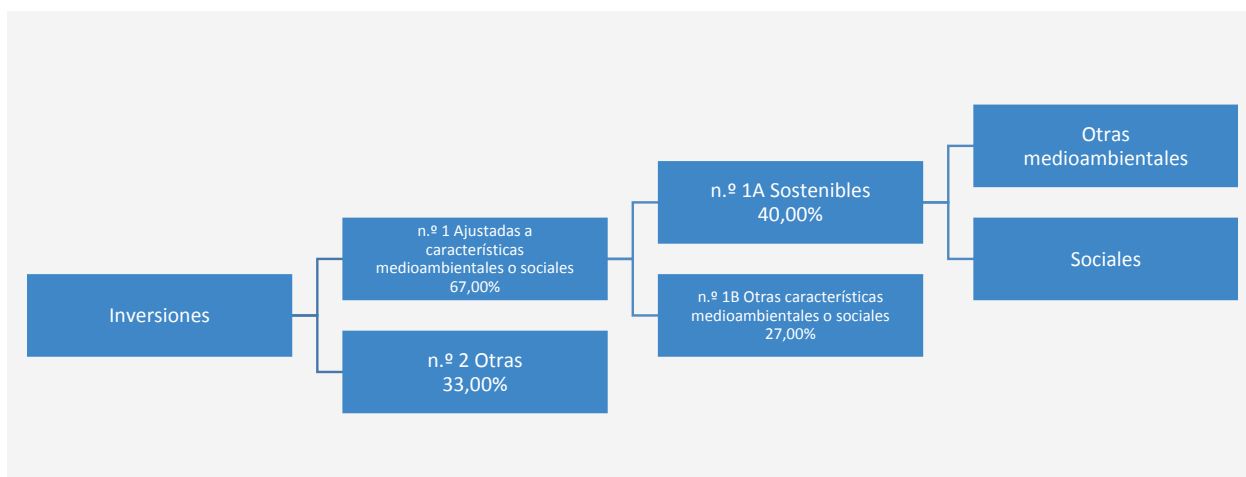 Inversiones
n.º 1 Ajustadas a
características
medioambientales o sociales
67,00%
n.º 2 Otras
33,00%
n.º 1A Sostenibles
40,00%
n.º 1B Otras características
medioambientales o sociales
27,00%
Otras
medioambientales
Sociales